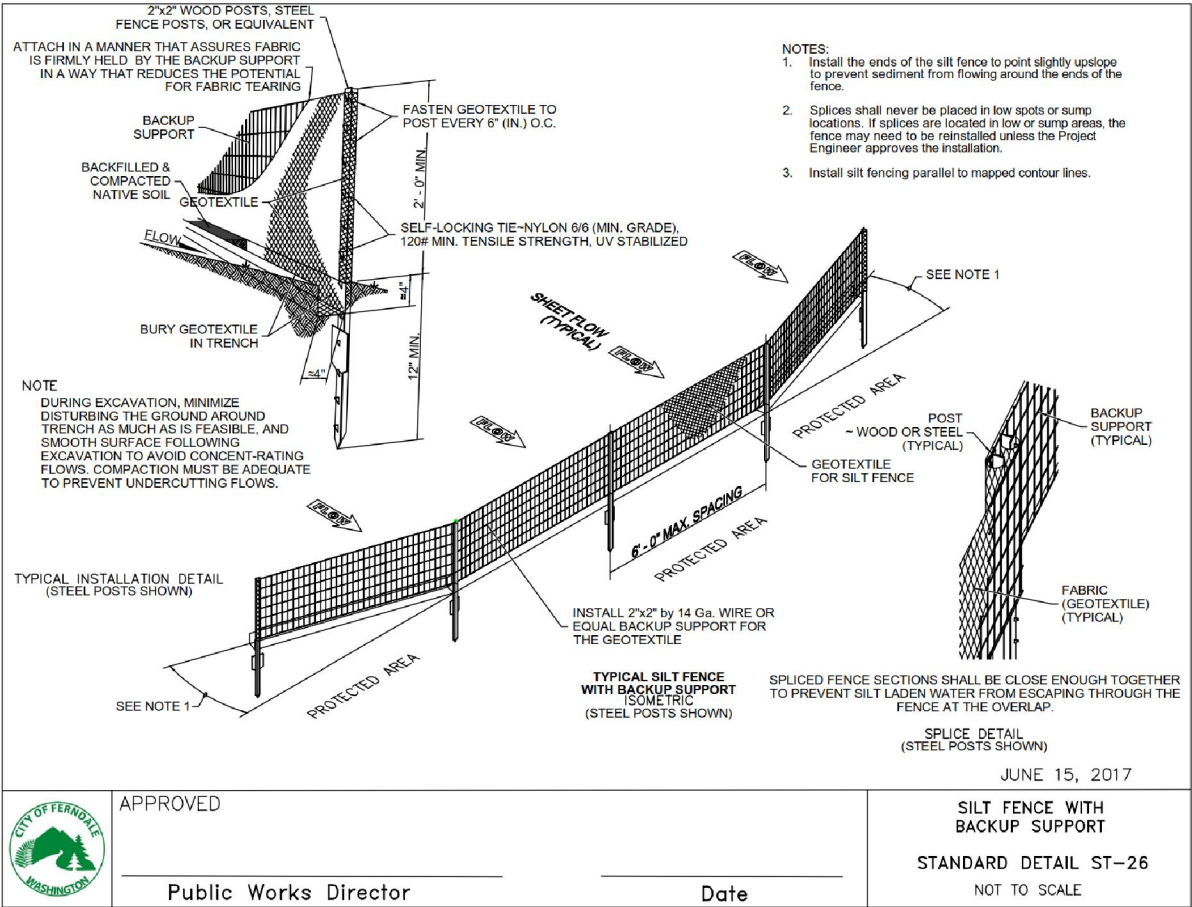 2"x2" WOOD POSTS, STEEL
FENCE POSTS, OR EQUIVALENT
ATTACH IN A MANNER THAT ASSURES FABRIC
IS FIRMLY HELD BY THE BACKUP SUPPORT
IN A WAY THAT REDUCES THE POTENTIAL
FOR FABRIC TEARING
BACKUP
SUPPORT
BACKFILLED &
COMPACTED
NATIVE SOIL
GEOTEXTILE
FLOW
BURY GEOTEXTILE
IN TRENCH
FASTEN GEOTEXTILE TO
POST EVERY 6" (IN.) O.C.
2' - 0" MIN.
SELF-LOCKING TIE~NYLON 6/6 (MIN. GRADE),
120# MIN. TENSILE STRENGTH, UV STABILIZED
≈4"
12" MIN.
≈4"
NOTE
DURING EXCAVATION, MINIMIZE
DISTURBING THE GROUND AROUND
TRENCH AS MUCH AS IS FEASIBLE, AND
SMOOTH SURFACE FOLLOWING
EXCAVATION TO AVOID CONCENT-RATING
FLOWS. COMPACTION MUST BE ADEQUATE
TO PREVENT UNDERCUTTING FLOWS.
TYPICAL INSTALLATION DETAIL
(STEEL POSTS SHOWN)
NOTES:
1. Install the ends of the silt fence to point slightly upslope
to prevent sediment from flowing around the ends of the
fence.
2. Splices shall never be placed in low spots or sump
locations. If splices are located in low or sump areas, the
fence may need to be reinstalled unless the Project
Engineer approves the installation.
3. Install silt fencing parallel to mapped contour lines.
FLOW
SEE NOTE 1
SHEET FLOW
(TYPICAL)
FLOW
FLOW
FLOW
PROTECTED AREA
GEOTEXTILE
FOR SILT FENCE
6' - 0" MAX. SPACING
PROTECTED AREA
INSTALL 2"x2" by 14 Ga. WIRE OR
EQUAL BACKUP SUPPORT FOR
THE GEOTEXTILE
PROTECTED AREA
SEE NOTE 1
TYPICAL SILT FENCE
WITH BACKUP SUPPORT
ISOMETRIC
(STEEL POSTS SHOWN)
POST
~ WOOD OR STEEL
(TYPICAL)
BACKUP
SUPPORT
(TYPICAL)
FABRIC
(GEOTEXTILE)
(TYPICAL)
SPLICED FENCE SECTIONS SHALL BE CLOSE ENOUGH TOGETHER
TO PREVENT SILT LADEN WATER FROM ESCAPING THROUGH THE
FENCE AT THE OVERLAP.
SPLICE DETAIL
(STEEL POSTS SHOWN)
JUNE 15, 2017
CITY OF FERNDALE
WASHINGTON
APPROVED
Public Works Director
Date
SILT FENCE WITH
BACKUP SUPPORT
STANDARD DETAIL ST-26
NOT TO SCALE